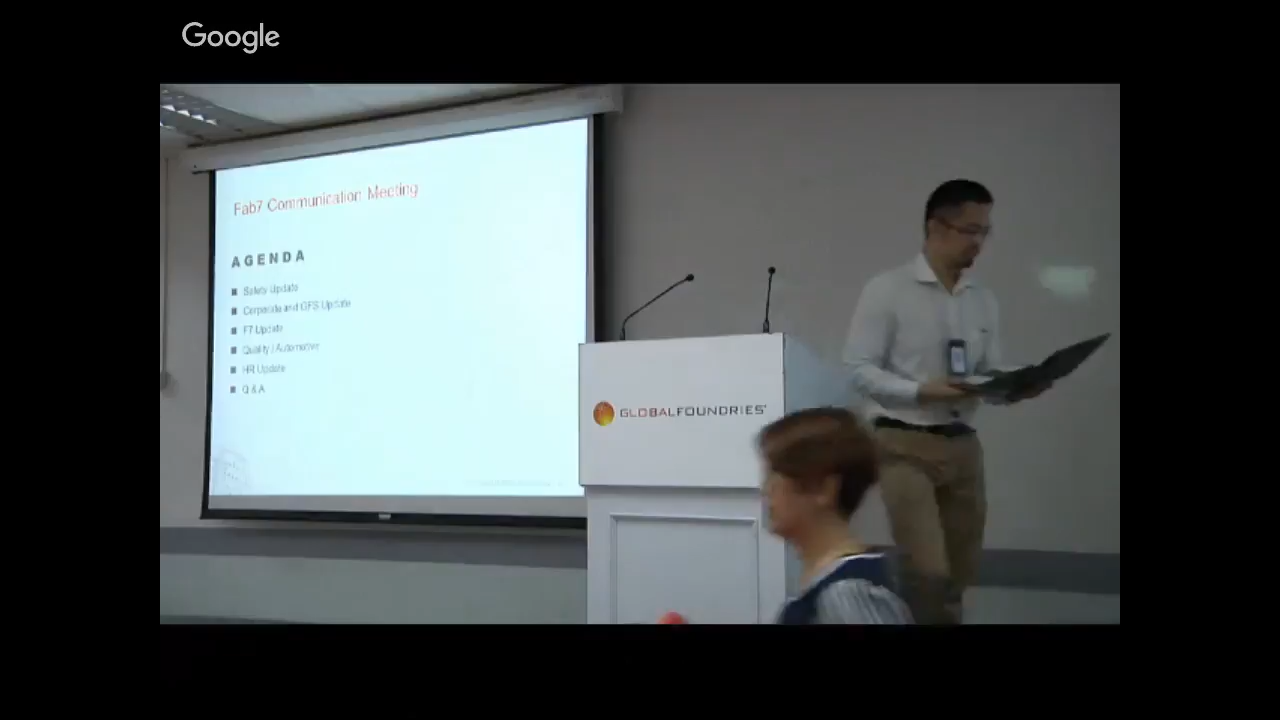 Google
Fab7 Communication Meeting
AGENDA
Safety Update
Corporate and GFS Update
F7 Update
Quality / Automotive
HR Update
Q & A
GLOBALFOUNDRIES